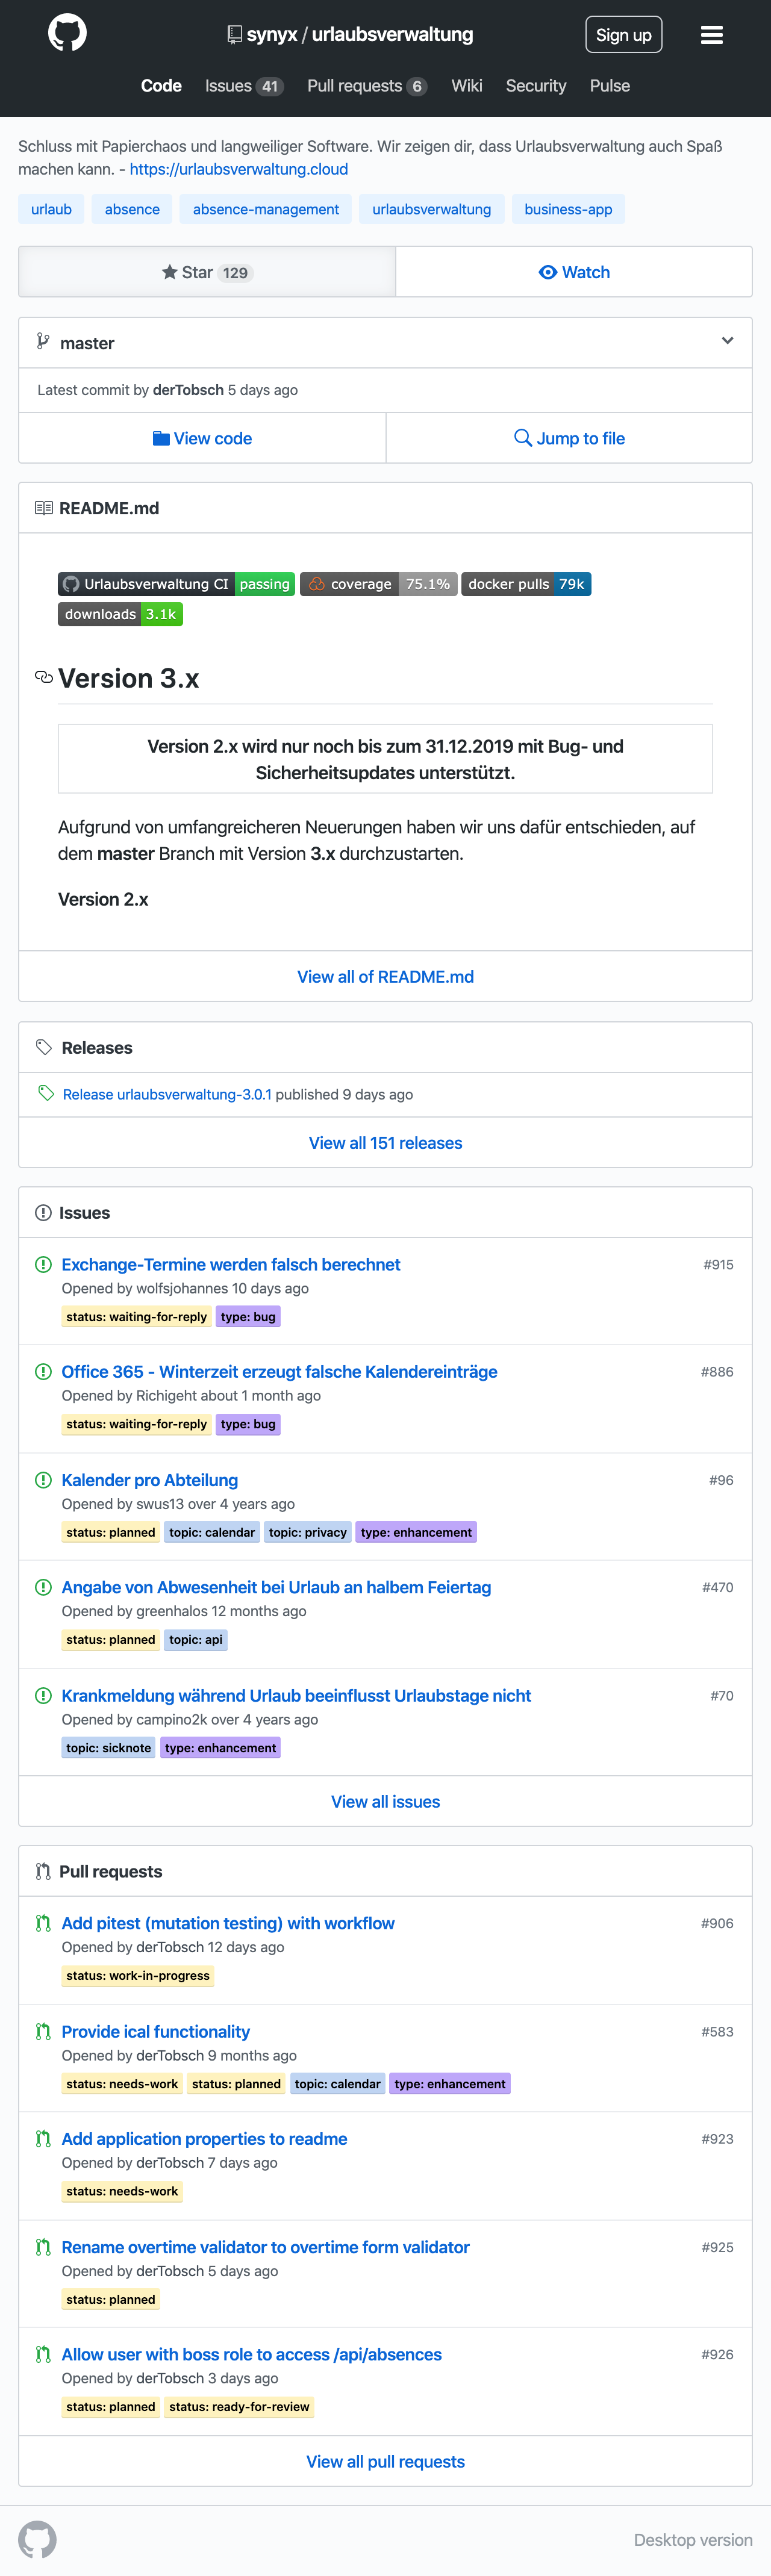 synyx / urlaubsverwaltung
Sign up
Code Issues 41 Pull requests 6 Wiki Security Pulse
Schluss mit Papierchaos und langweiliger Software. Wir zeigen dir, dass Urlaubsverwaltung auch Spaß
machen kann. - https://urlaubsverwaltung.cloud
urlaub absence absence-management urlaubsverwaltung business-app
Star 129 Watch
master
Latest commit by derTobsch 5 days ago
View code Jump to file
README.md
Urlaubsverwaltung CI passing coverage 75.1% docker pulls 79k
downloads 3.1k
Version 3.x
Version 2.x wird nur noch bis zum 31.12.2019 mit Bug- und
Sicherheitsupdates unterstützt.
Aufgrund von umfangreicheren Neuerungen haben wir uns dafür entschieden, auf
dem master Branch mit Version 3.x durchzustarten.
Version 2.x
View all of README.md
Releases
Release urlaubsverwaltung-3.0.1 published 9 days ago
View all 151 releases
Issues
Exchange-Termine werden falsch berechnet #915
Opened by wolfsjohannes 10 days ago
status: waiting-for-reply type: bug
Office 365 - Winterzeit erzeugt falsche Kalendereinträge #886
Opened by Richigeht about 1 month ago
status: waiting-for-reply type: bug
Kalender pro Abteilung #96
Opened by swus13 over 4 years ago
status: planned topic: calendar topic: privacy type: enhancement
Angabe von Abwesenheit bei Urlaub an halbem Feiertag #470
Opened by greenhalos 12 months ago
status: planned topic: api
Krankmeldung während Urlaub beeinflusst Urlaubstage nicht #70
Opened by campino2k over 4 years ago
topic: sicknote type: enhancement
View all issues
Pull requests
Add pitest (mutation testing) with workflow #906
Opened by derTobsch 12 days ago
status: work-in-progress
Provide ical functionality #583
Opened by derTobsch 9 months ago
status: needs-work status: planned topic: calendar type: enhancement
Add application properties to readme #923
Opened by derTobsch 7 days ago
status: needs-work
Rename overtime validator to overtime form validator #925
Opened by derTobsch 5 days ago
status: planned
Allow user with boss role to access /api/absences #926
Opened by derTobsch 3 days ago
status: planned status: ready-for-review
View all pull requests
Desktop version